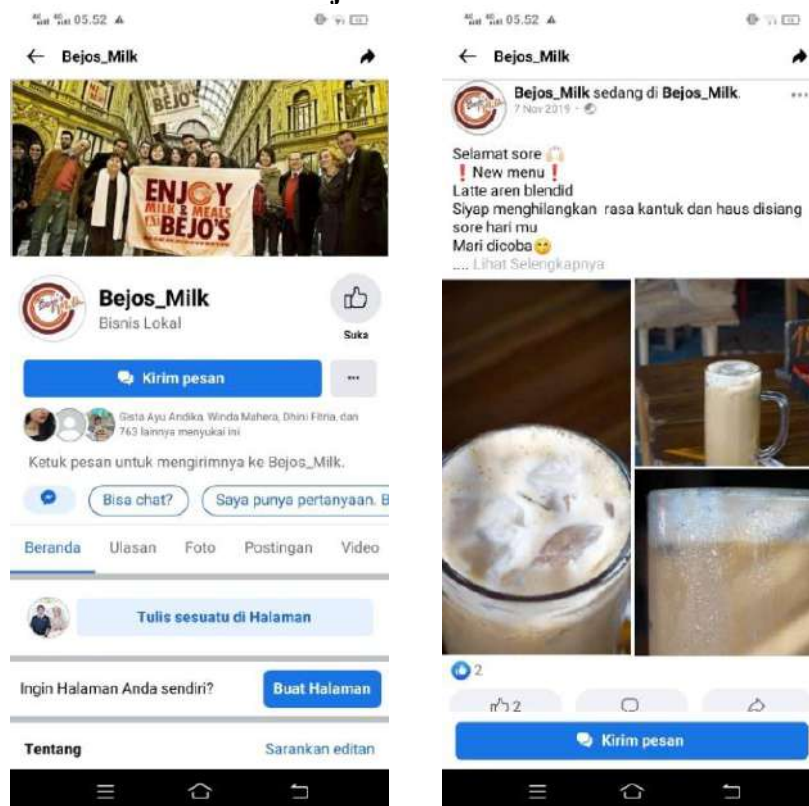 05.52
Bejos_Milk
BEJO'S
ENJOY
MILK & MEALS
BEJO'S
Bejo's Milk
Bejos_Milk
Bisnis Lokal
Suka
Kirim pesan
Gista Ayu Andika, Winda Mahera, Dhini Fitria, dan
763 lainnya menyukai ini
Ketuk pesan untuk mengirimnya ke Bejos_Milk.
Bisa chat?
Saya punya pertanyaan. B
Beranda Ulasan Foto Postingan Video
Tulis sesuatu di Halaman
Ingin Halaman Anda sendiri?
Buat Halaman
Tentang
Sarankan editan
05.52
Bejos_Milk
Bejos_Milk sedang di Bejos_Milk.
7 Nov 2019
Selamat sore
❗New menu❗
Latte aren blendid
Siyap menghilangkan rasa kantuk dan haus disiang
sore hari mu
Mari dicoba😋
.... Lihat Selengkapnya
2
2
Kirim pesan